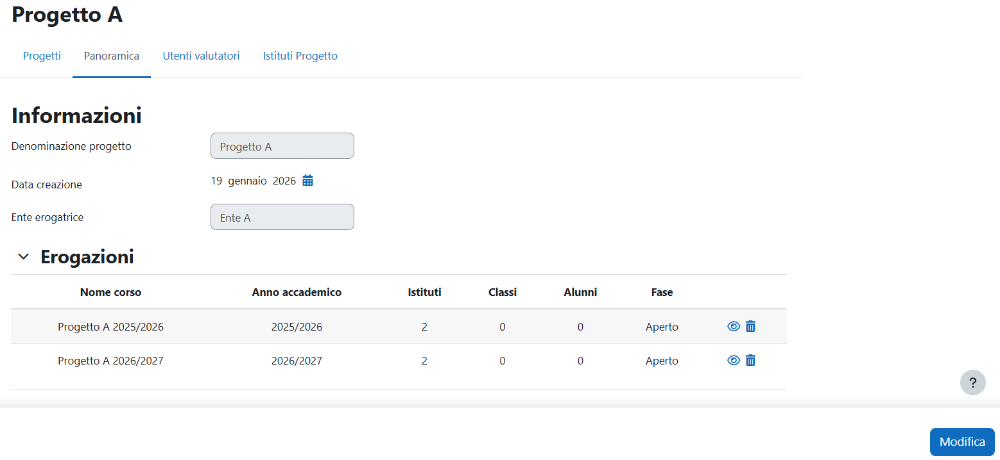 Progetto A
Progetti Panoramica Utenti valutatori Istituti Progetto
Informazioni
Denominazione progetto Progetto A
Data creazione 19 gennaio 2026
Ente erogatrice Ente A
Erogazioni
Nome corso Anno accademico Istituti Classi Alunni Fase
Progetto A 2025/2026 2025/2026 2 0 0 Aperto
Progetto A 2026/2027 2026/2027 2 0 0 Aperto
?
Modifica